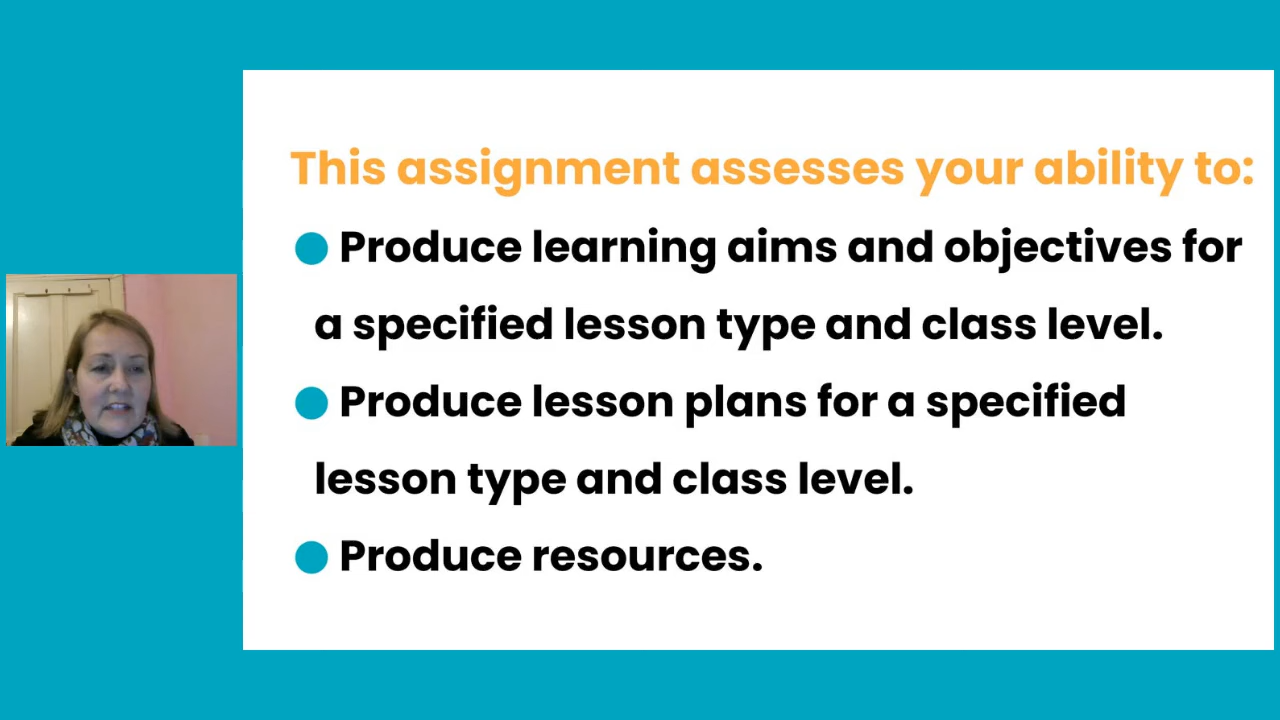 This assignment assesses your ability to:
Produce learning aims and objectives for
a specified lesson type and class level.
Produce lesson plans for a specified
lesson type and class level.
Produce resources.